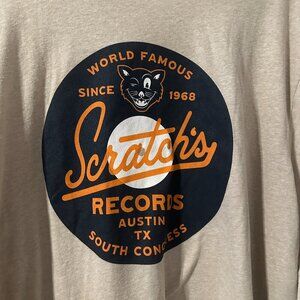 WORLD FAMOUS
SINCE 1968
Scratch's
RECORDS
AUSTIN
TX
SOUTH CONGRESS